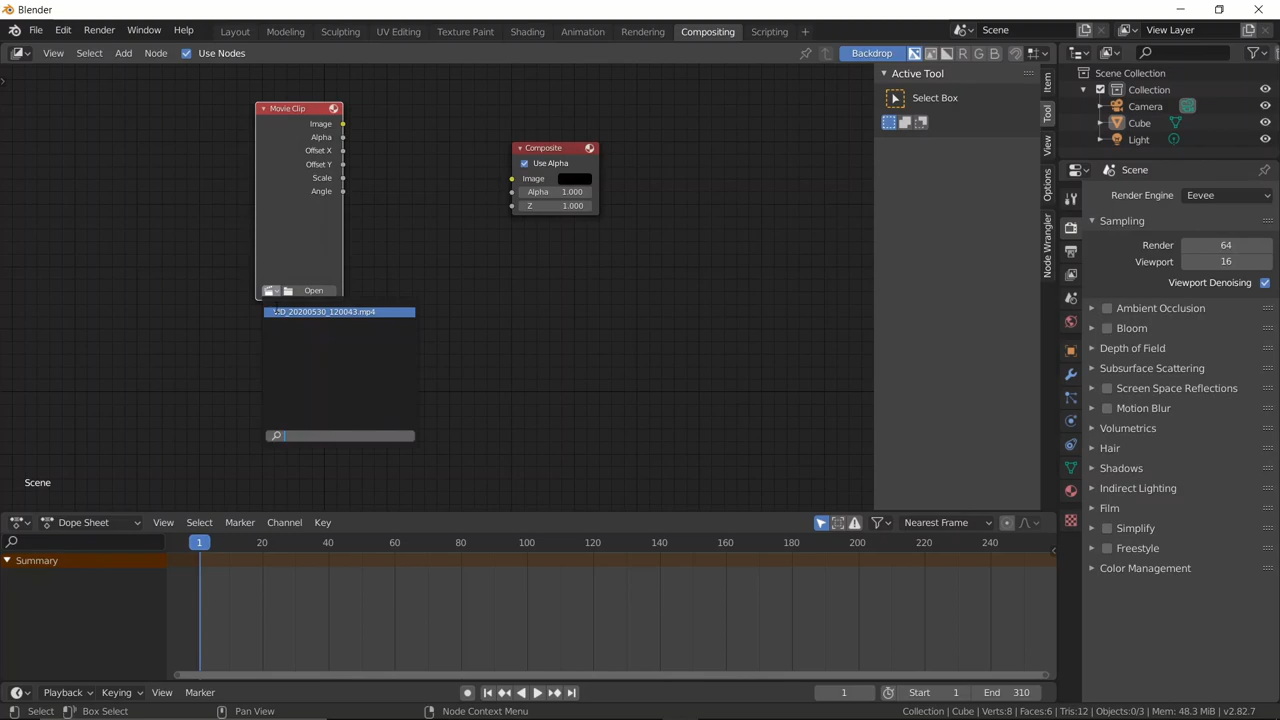 Blender
File Edit Render Window Help Layout Modeling Sculpting UV Editing Texture Paint Shading Animation Rendering Compositing Scripting + Scene View Layer
View Select Add Node Use Nodes Backdrop R G B
Active Tool
Select Box
Item
Tool
View
Options
Node Wrangler
Movie Clip
Image
Alpha
Offset X
Offset Y
Scale
Angle
Open
Composite
Use Alpha
Image
Alpha 1.000
Z 1.000
20200530_120043.mp4
Scene
Scene Collection
Collection
Camera
Cube
Light
Scene
Render Engine Eevee
Sampling
Render 64
Viewport 16
Viewport Denoising
Ambient Occlusion
Bloom
Depth of Field
Subsurface Scattering
Screen Space Reflections
Motion Blur
Volumetrics
Hair
Shadows
Indirect Lighting
Film
Simplify
Freestyle
Color Management
Dope Sheet View Select Marker Channel Key Nearest Frame
1 20 40 60 80 100 120 140 160 180 200 220 240
Summary
Playback Keying View Marker 1 Start 1 End 310
Select Box Select Pan View Node Context Menu Collection | Cube | Verts:8 | Faces:6 | Tris:12 | Objects:0/3 | Mem: 48.3 MiB | v2.82.7